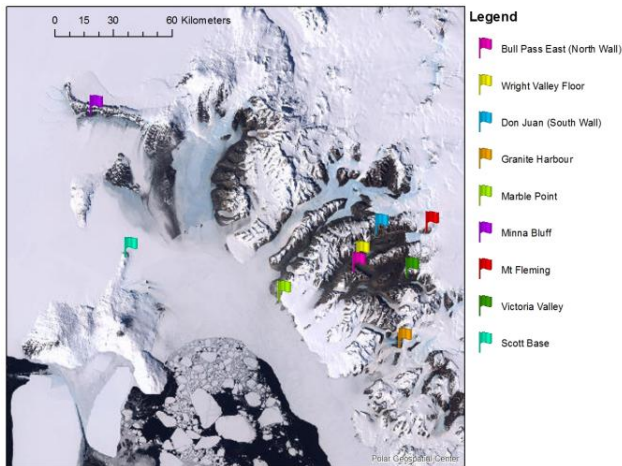 0 15 30 60 Kilometers
Legend
Bull Pass East (North Wall)
Wright Valley Floor
Don Juan (South Wall)
Granite Harbour
Marble Point
Minna Bluff
Mt Fleming
Victoria Valley
Scott Base
Polar Geospatial Center